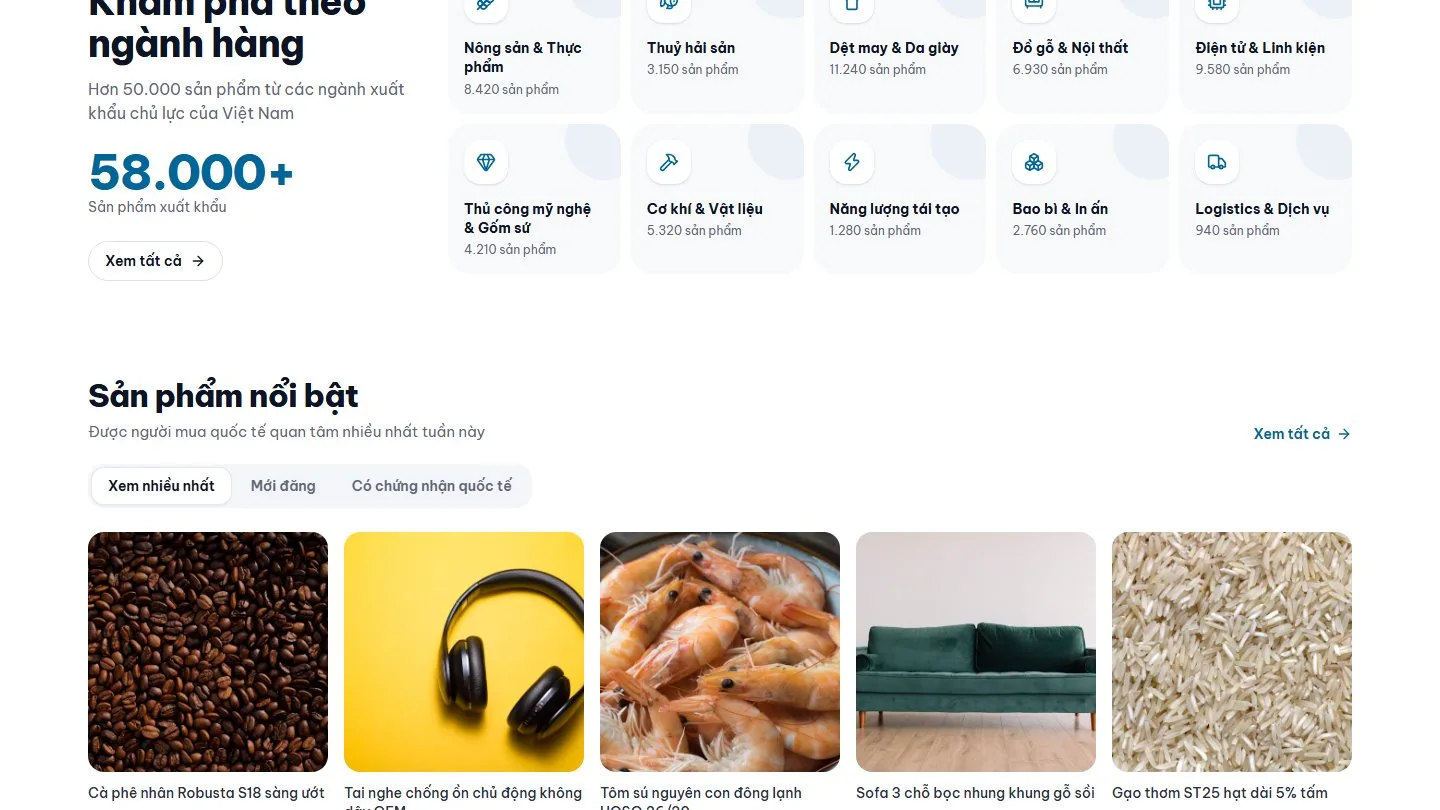 Khám phá theo
ngành hàng
Hơn 50.000 sản phẩm từ các ngành xuất
khẩu chủ lực của Việt Nam
58.000+
Sản phẩm xuất khẩu
Xem tất cả
Nông sản & Thực
phẩm
8.420 sản phẩm
Thuỷ hải sản
3.150 sản phẩm
Dệt may & Da giày
11.240 sản phẩm
Đồ gỗ & Nội thất
6.930 sản phẩm
Điện tử & Linh kiện
9.580 sản phẩm
Thủ công mỹ nghệ
& Gốm sứ
4.210 sản phẩm
Cơ khí & Vật liệu
5.320 sản phẩm
Năng lượng tái tạo
1.280 sản phẩm
Bao bì & In ấn
2.760 sản phẩm
Logistics & Dịch vụ
940 sản phẩm
Sản phẩm nổi bật
Được người mua quốc tế quan tâm nhiều nhất tuần này
Xem tất cả
Xem nhiều nhất
Mới đăng
Có chứng nhận quốc tế
Cà phê nhân Robusta S18 sàng ướt
Tai nghe chống ồn chủ động không
dây OEM
Tôm sú nguyên con đông lạnh
HOSO 26/30
Sofa 3 chỗ bọc nhung khung gỗ sồi
Gạo thơm ST25 hạt dài 5% tấm